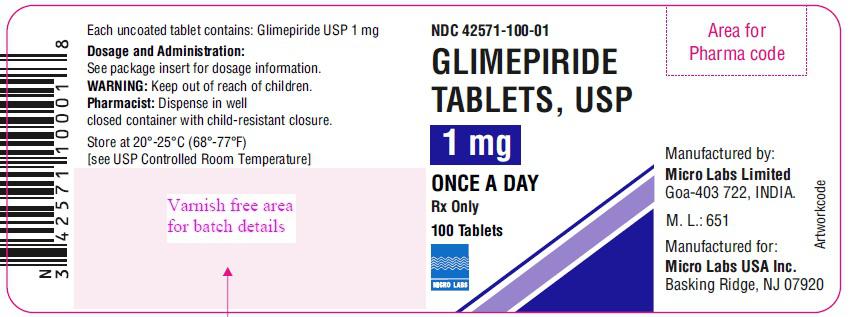 Each uncoated tablet contains: Glimepiride USP 1 mg
Dosage and Administration:
See package insert for dosage information.
WARNING: Keep out of reach of children.
Pharmacist: Dispense in well
closed container with child-resistant closure.
Store at 20°-25°C (68°-77°F)
[see USP Controlled Room Temperature]
Varnish free area
for batch details
N
3 42571 10001 8
NDC 42571-100-01
GLIMEPIRIDE
TABLETS, USP
1 mg
ONCE A DAY
Rx Only
100 Tablets
MICRO LABS
Area for
Pharma code
Manufactured by:
Micro Labs Limited
Goa-403 722, INDIA.
M. L.: 651
Manufactured for:
Micro Labs USA Inc.
Basking Ridge, NJ 07920
Artworkcode